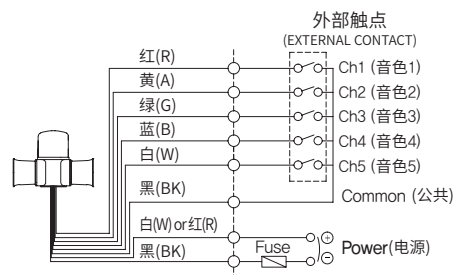 外部触点
(EXTERNAL CONTACT)
红(R)
Ch1 (音色1)
黄(A)
Ch2 (音色2)
绿(G)
Ch3 (音色3)
蓝(B)
Ch4 (音色4)
白(W)
Ch5 (音色5)
黑(BK)
Common (公共)
白(W) or红(R)
Fuse
Power(电源)
黑(BK)